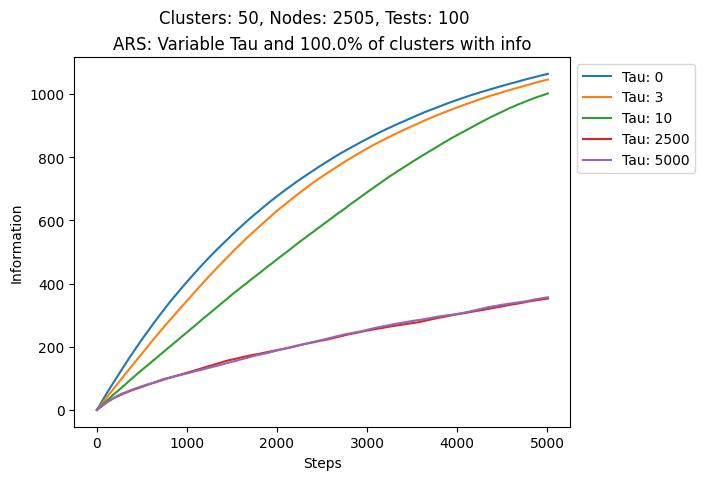 Clusters: 50, Nodes: 2505, Tests: 100
ARS: Variable Tau and 100.0% of clusters with info
Information
1000
800
600
400
200
0
0 1000 2000 3000 4000 5000
Steps
Tau: 0
Tau: 3
Tau: 10
Tau: 2500
Tau: 5000